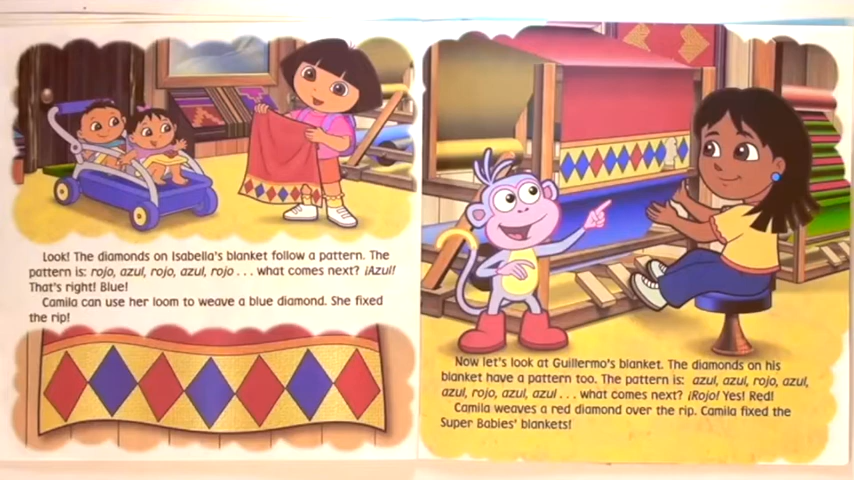 Look! The diamonds on Isabella's blanket follow a pattern. The
pattern is: rojo, azul, rojo, azul, rojo . . . what comes next? ¡Azul!
That's right! Blue!
Camila can use her loom to weave a blue diamond. She fixed
the rip!
Now let's look at Guillermo's blanket. The diamonds on his
blanket have a pattern too. The pattern is: azul, azul, rojo, azul,
azul, rojo, azul, azul . . . what comes next? ¡Rojo! Yes! Red!
Camila weaves a red diamond over the rip. Camila fixed the
Super Babies' blankets!